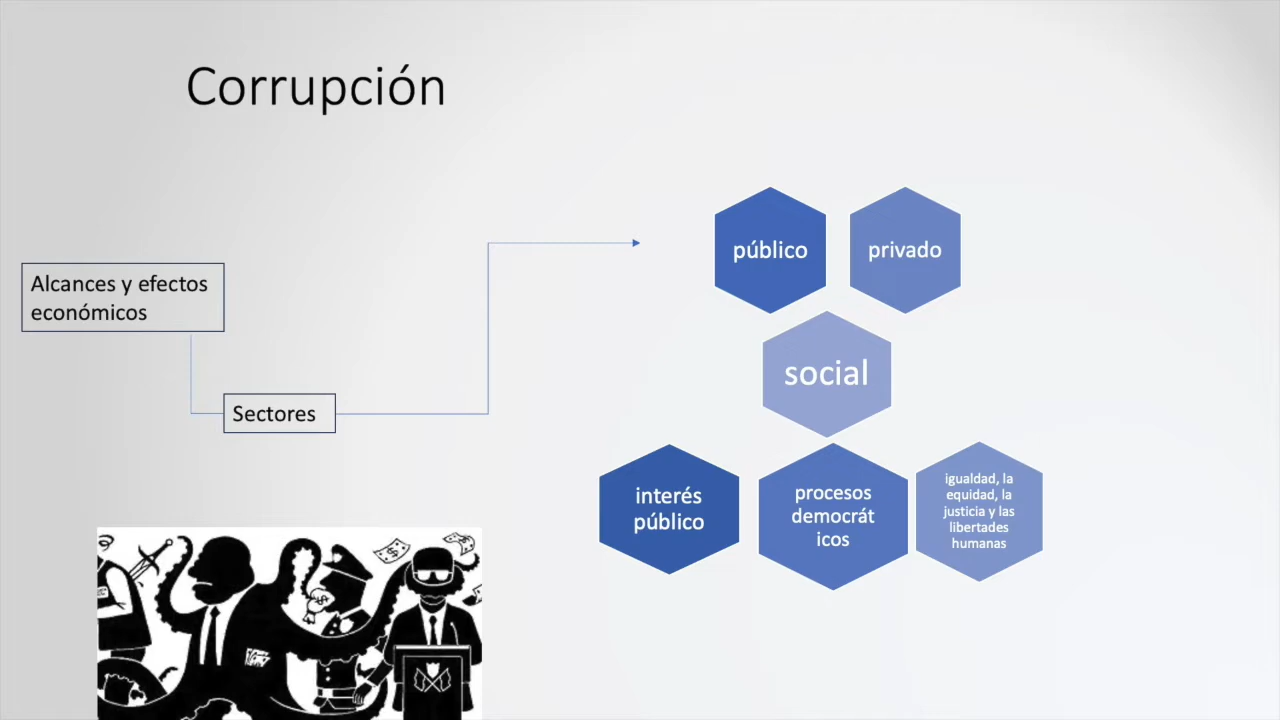 Corrupción
Alcances y efectos
económicos
Sectores
público
privado
social
interés
público
procesos
democrát
icos
igualdad, la
equidad, la
justicia y las
libertades
humanas